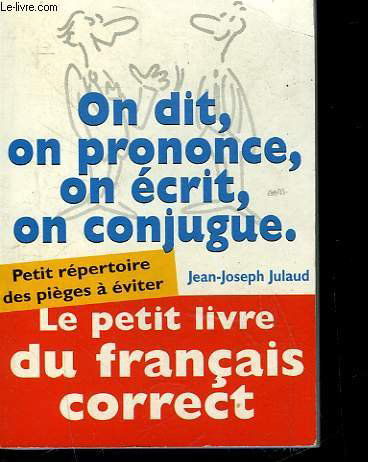 Le-livre.com
On dit,
on prononce,
on écrit,
on conjugue.
Petit répertoire
des pièges à éviter
Jean-Joseph Julaud
Le petit livre
du français
correct